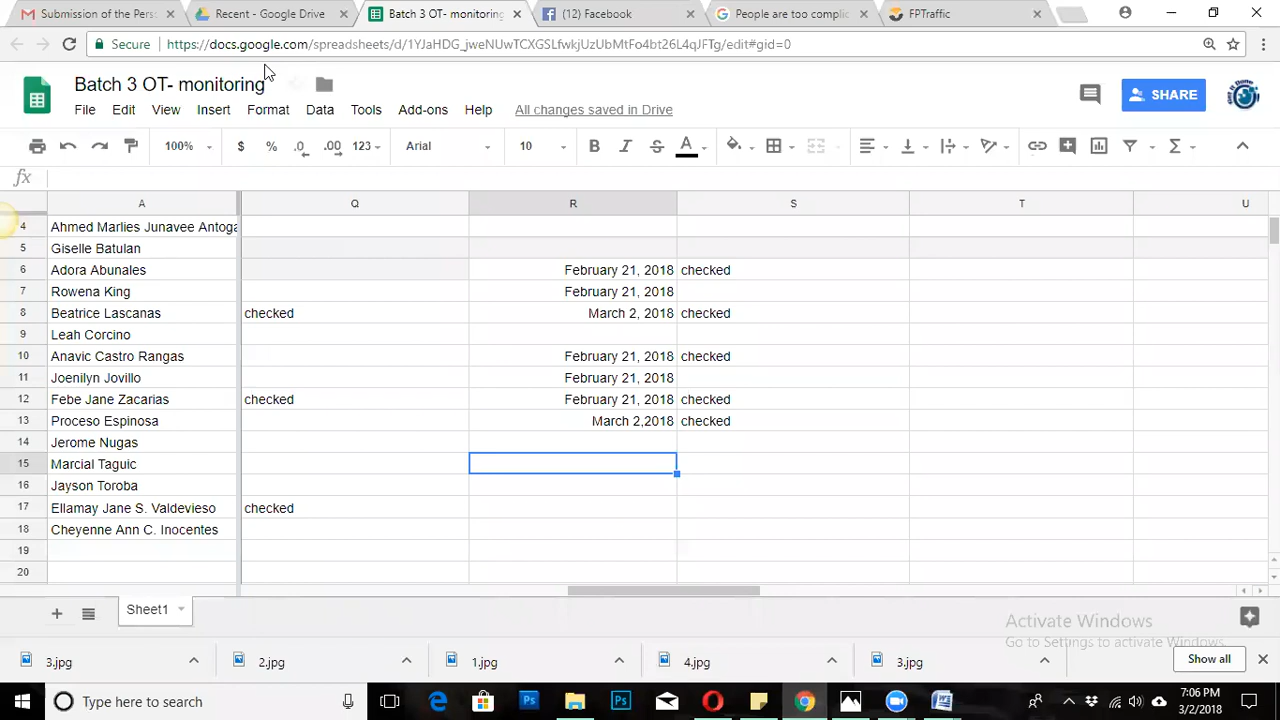 Submission of the Pers
Recent - Google Drive
Batch 3 OT- monitoring
(12) Facebook
People are too complic
FPTraffic
Secure
https://docs.google.com/spreadsheets/d/1YJaHDG_jweNUwTCXGSLfwkjUzUbMtFo4bt26L4qJFTg/edit#gid=0
Batch 3 OT- monitoring
File Edit View Insert Format Data Tools Add-ons Help All changes saved in Drive
SHARE
100% $ % .0 .00 123 Arial 10 B I S A Σ
fx
A Q R S T U
4 Ahmed Marlies Junavee Antoga
5 Giselle Batulan
6 Adora Abunales February 21, 2018 checked
7 Rowena King February 21, 2018
8 Beatrice Lascanas checked March 2, 2018 checked
9 Leah Corcino
10 Anavic Castro Rangas February 21, 2018 checked
11 Joenilyn Jovillo February 21, 2018
12 Febe Jane Zacarias checked February 21, 2018 checked
13 Proceso Espinosa March 2,2018 checked
14 Jerome Nugas
15 Marcial Taguic
16 Jayson Toroba
17 Ellamay Jane S. Valdevieso checked
18 Cheyenne Ann C. Inocentes
19
20
Sheet1
Activate Windows
Go to Settings to activate Windows.
3.jpg 2.jpg 1.jpg 4.jpg 3.jpg Show all
Type here to search
7:06 PM
3/2/2018